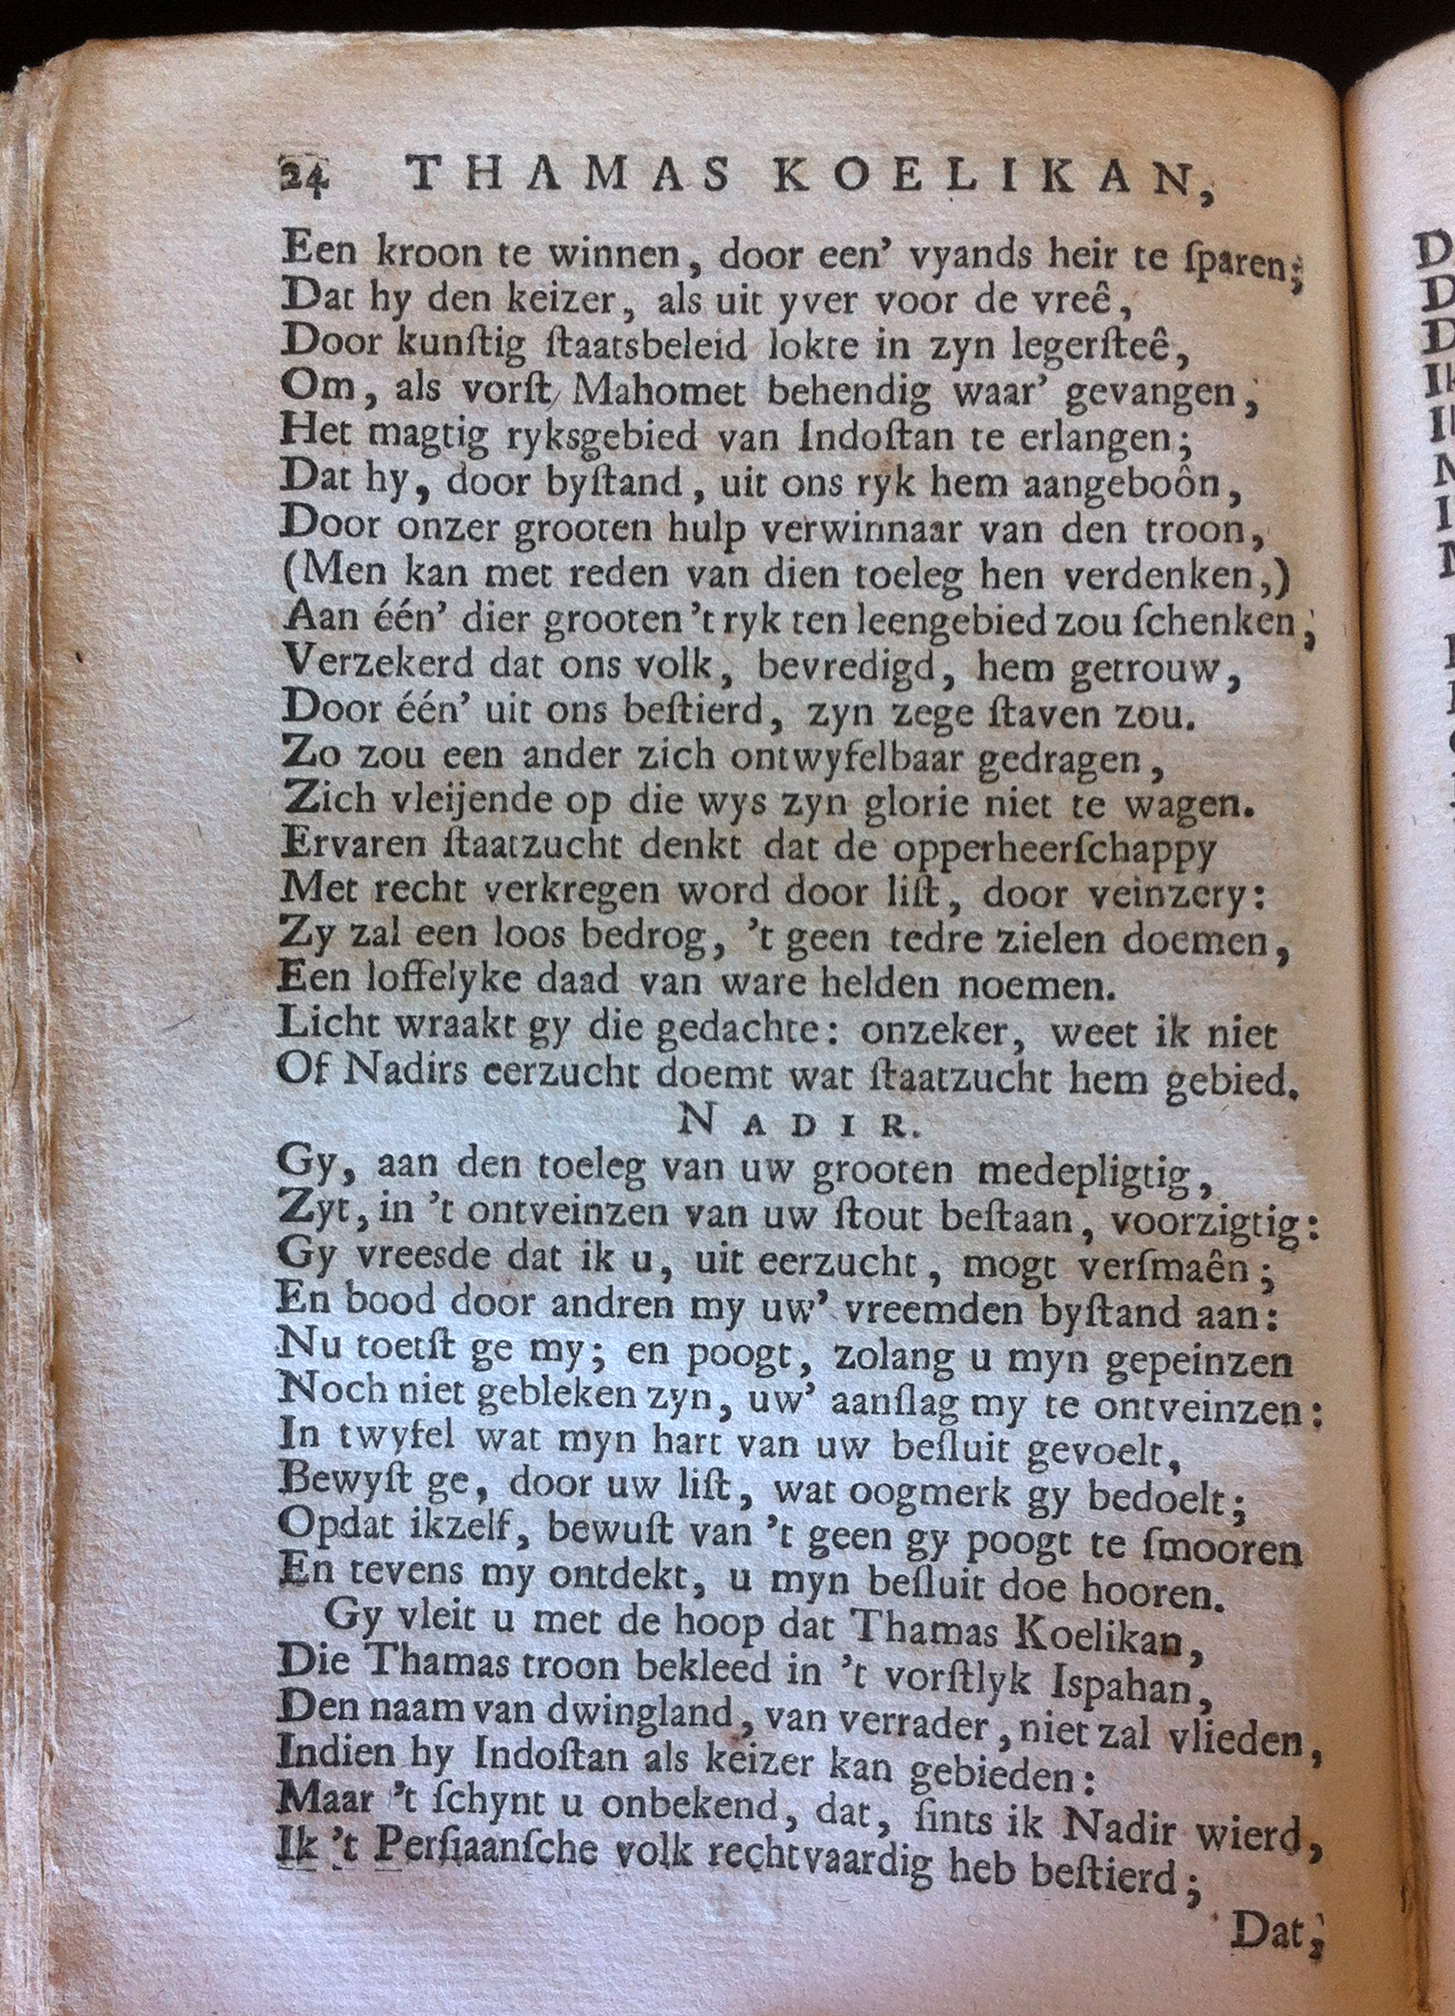 24 THAMAS KOELIKAN,
Een kroon te winnen, door een’ vyands heir te ſparen;
Dat hy den keizer, als uit yver voor de vreê,
Door kunſtig ſtaatsbeleid lokte in zyn legerſteê,
Om, als vorſt Mahomet behendig waar’ gevangen,
Het magtig ryksgebied van Indoſtan te erlangen;
Dat hy, door byſtand, uit ons ryk hem aangeboôn,
Door onzer grooten hulp verwinnaar van den troon,
(Men kan met reden van dien toeleg hen verdenken,)
Aan één’ dier grooten ’t ryk ten leengebied zou ſchenken;
Verzekerd dat ons volk, bevredigd, hem getrouw,
Door één’ uit ons beſtierd, zyn zege ſtaven zou.
Zo zou een ander zich ontwyfelbaar gedragen,
Zich vleijende op die wys zyn glorie niet te wagen.
Ervaren ſtaatzucht denkt dat de opperheerſchappy
Met recht verkregen word door liſt, door veinzery:
Zy zal een loos bedrog, ’t geen tedre zielen doemen,
Een loffelyke daad van ware helden noemen.
Licht wraakt gy die gedachte: onzeker, weet ik niet
Of Nadirs eerzucht doemt wat ſtaatzucht hem gebied.
NADIR.
Gy, aan den toeleg van uw grooten medepligtig,
Zyt, in ’t ontveinzen van uw ſtout beſtaan, voorzigtig:
Gy vreesde dat ik u, uit eerzucht, mogt verſmaên;
En bood door andren my uw’ vreemden byſtand aan:
Nu toetſt ge my; en poogt, zolang u myn gepeinzen
Noch niet gebleken zyn, uw’ aanſlag my te ontveinzen:
In twyfel wat myn hart van uw beſluit gevoelt,
Bewyſt ge, door uw liſt, wat oogmerk gy bedoelt;
Opdat ikzelf, bewuſt van ’t geen gy poogt te ſmooren
En tevens my ontdekt, u myn beſluit doe hooren.
Gy vleit u met de hoop dat Thamas Koelikan,
Die Thamas troon bekleed in ’t vorſtlyk Ispahan,
Den naam van dwingland, van verrader, niet zal vlieden,
Indien hy Indoſtan als keizer kan gebieden:
Maar ’t ſchynt u onbekend, dat, ſints ik Nadir wierd,
Ik ’t Perſiaanſche volk rechtvaardig heb beſtierd;
Dat,